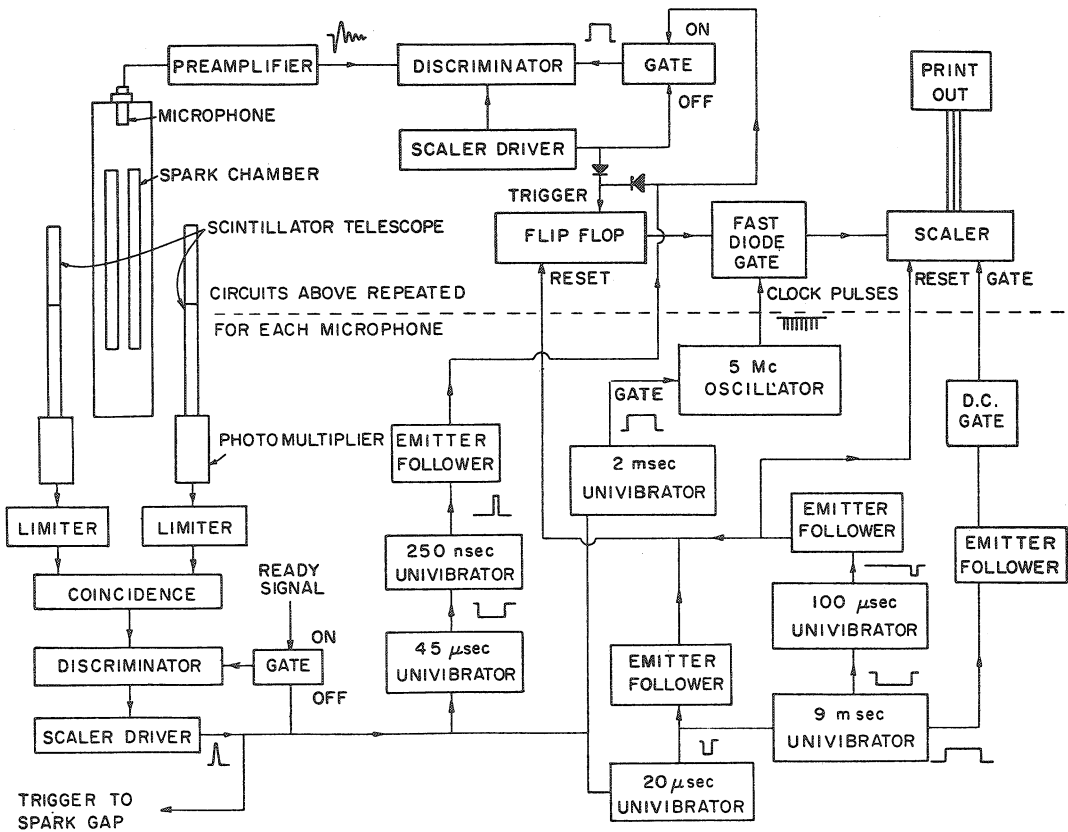 ON
PREAMPLIFIER
DISCRIMINATOR
GATE
PRINT
OUT
OFF
MICROPHONE
SCALER DRIVER
SPARK CHAMBER
TRIGGER
SCINTILLATOR TELESCOPE
FLIP FLOP
FAST
DIODE
GATE
SCALER
RESET
RESET
GATE
CIRCUITS ABOVE REPEATED
FOR EACH MICROPHONE
CLOCK PULSES
5 Mc
OSCILLATOR
GATE
D.C.
GATE
PHOTOMULTIPLIER
EMITTER
FOLLOWER
2 msec
UNIVIBRATOR
LIMITER
LIMITER
EMITTER
FOLLOWER
250 nsec
UNIVIBRATOR
EMITTER
FOLLOWER
READY
SIGNAL
COINCIDENCE
100 μsec
UNIVIBRATOR
ON
DISCRIMINATOR
GATE
45 μsec
UNIVIBRATOR
EMITTER
FOLLOWER
OFF
SCALER DRIVER
9 msec
UNIVIBRATOR
20 μsec
UNIVIBRATOR
TRIGGER TO
SPARK GAP